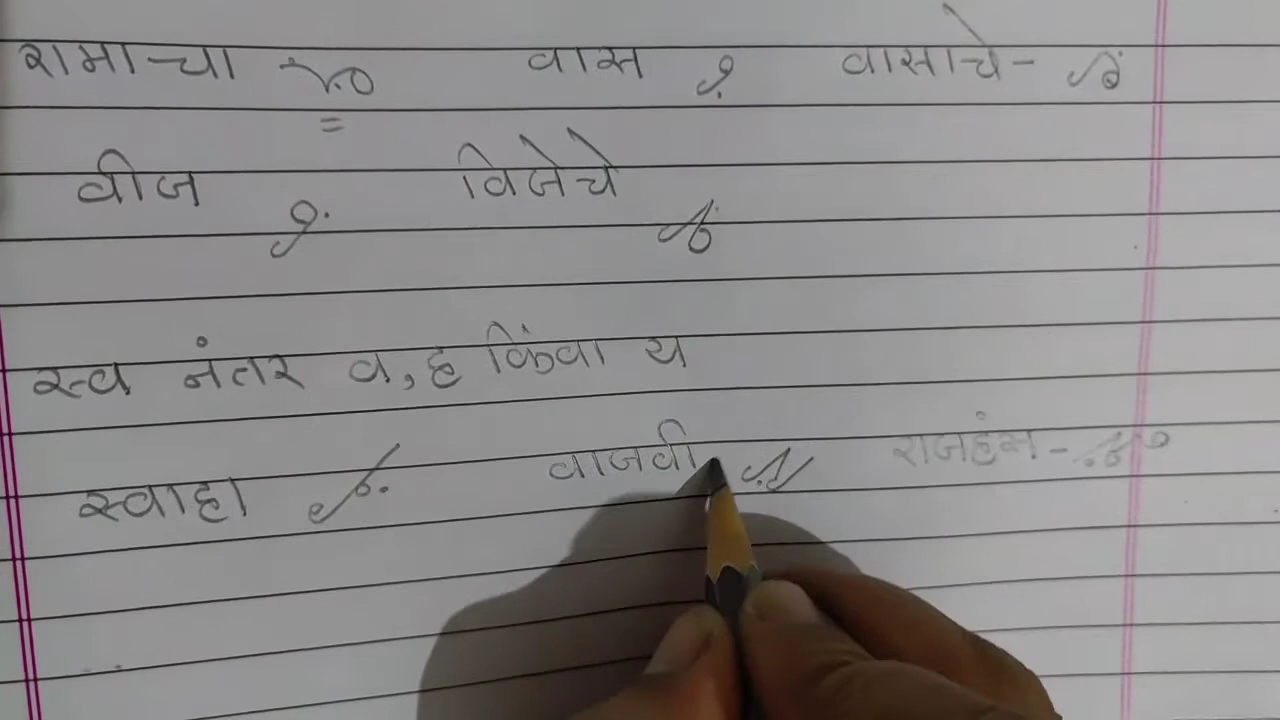 रामाचा वास वासाचे-
वीज विजेचे
स्व नंतर व, ह किंवा य
स्वाहा वाजवी राजहंस-